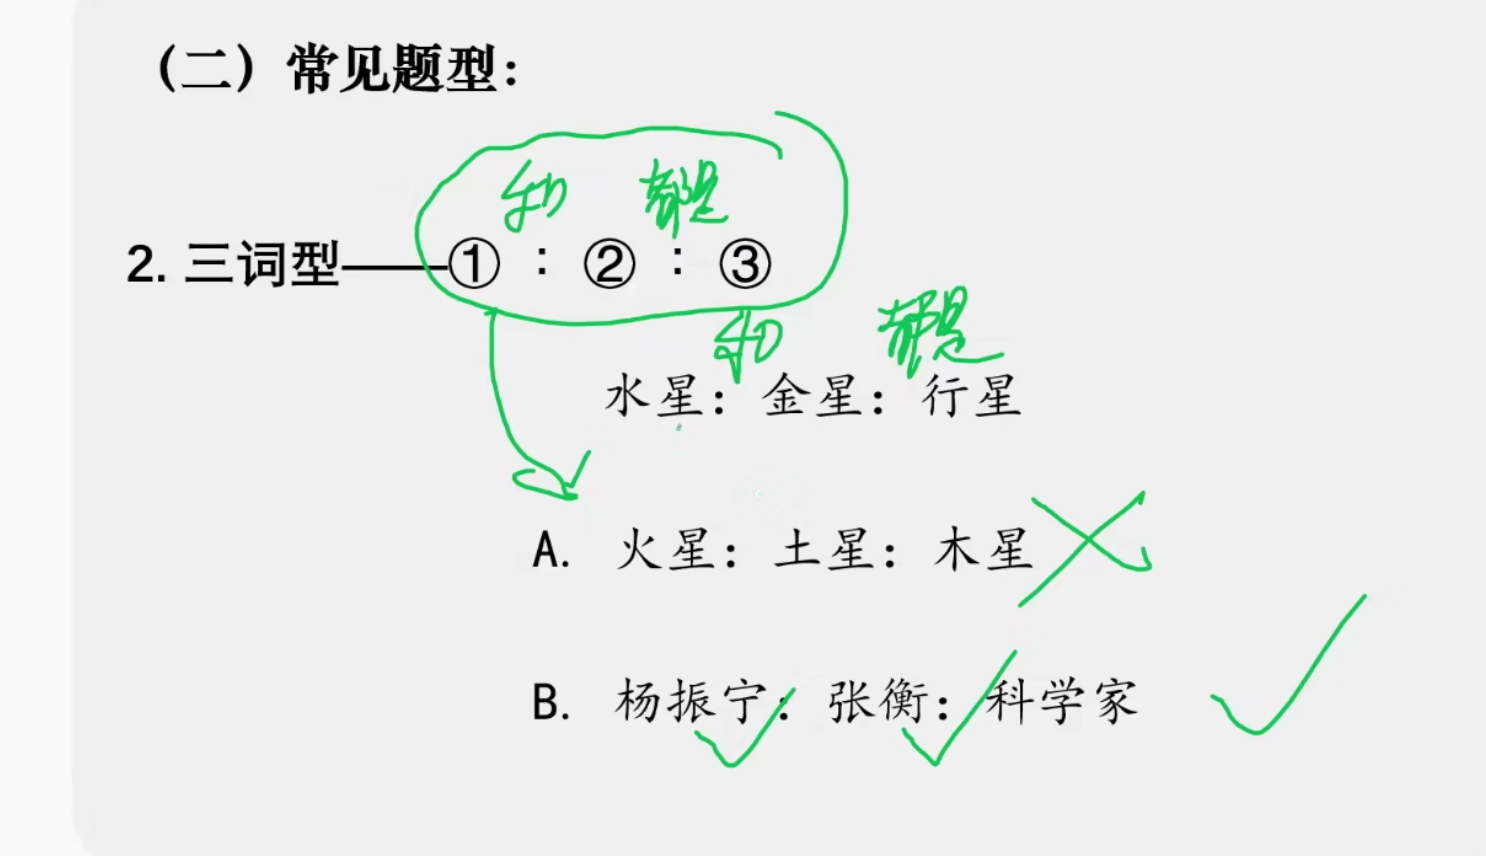 （二）常见题型：
和 都是
2. 三词型——① : ② : ③
和 都是
水星：金星：行星
A. 火星：土星：木星
B. 杨振宁：张衡：科学家